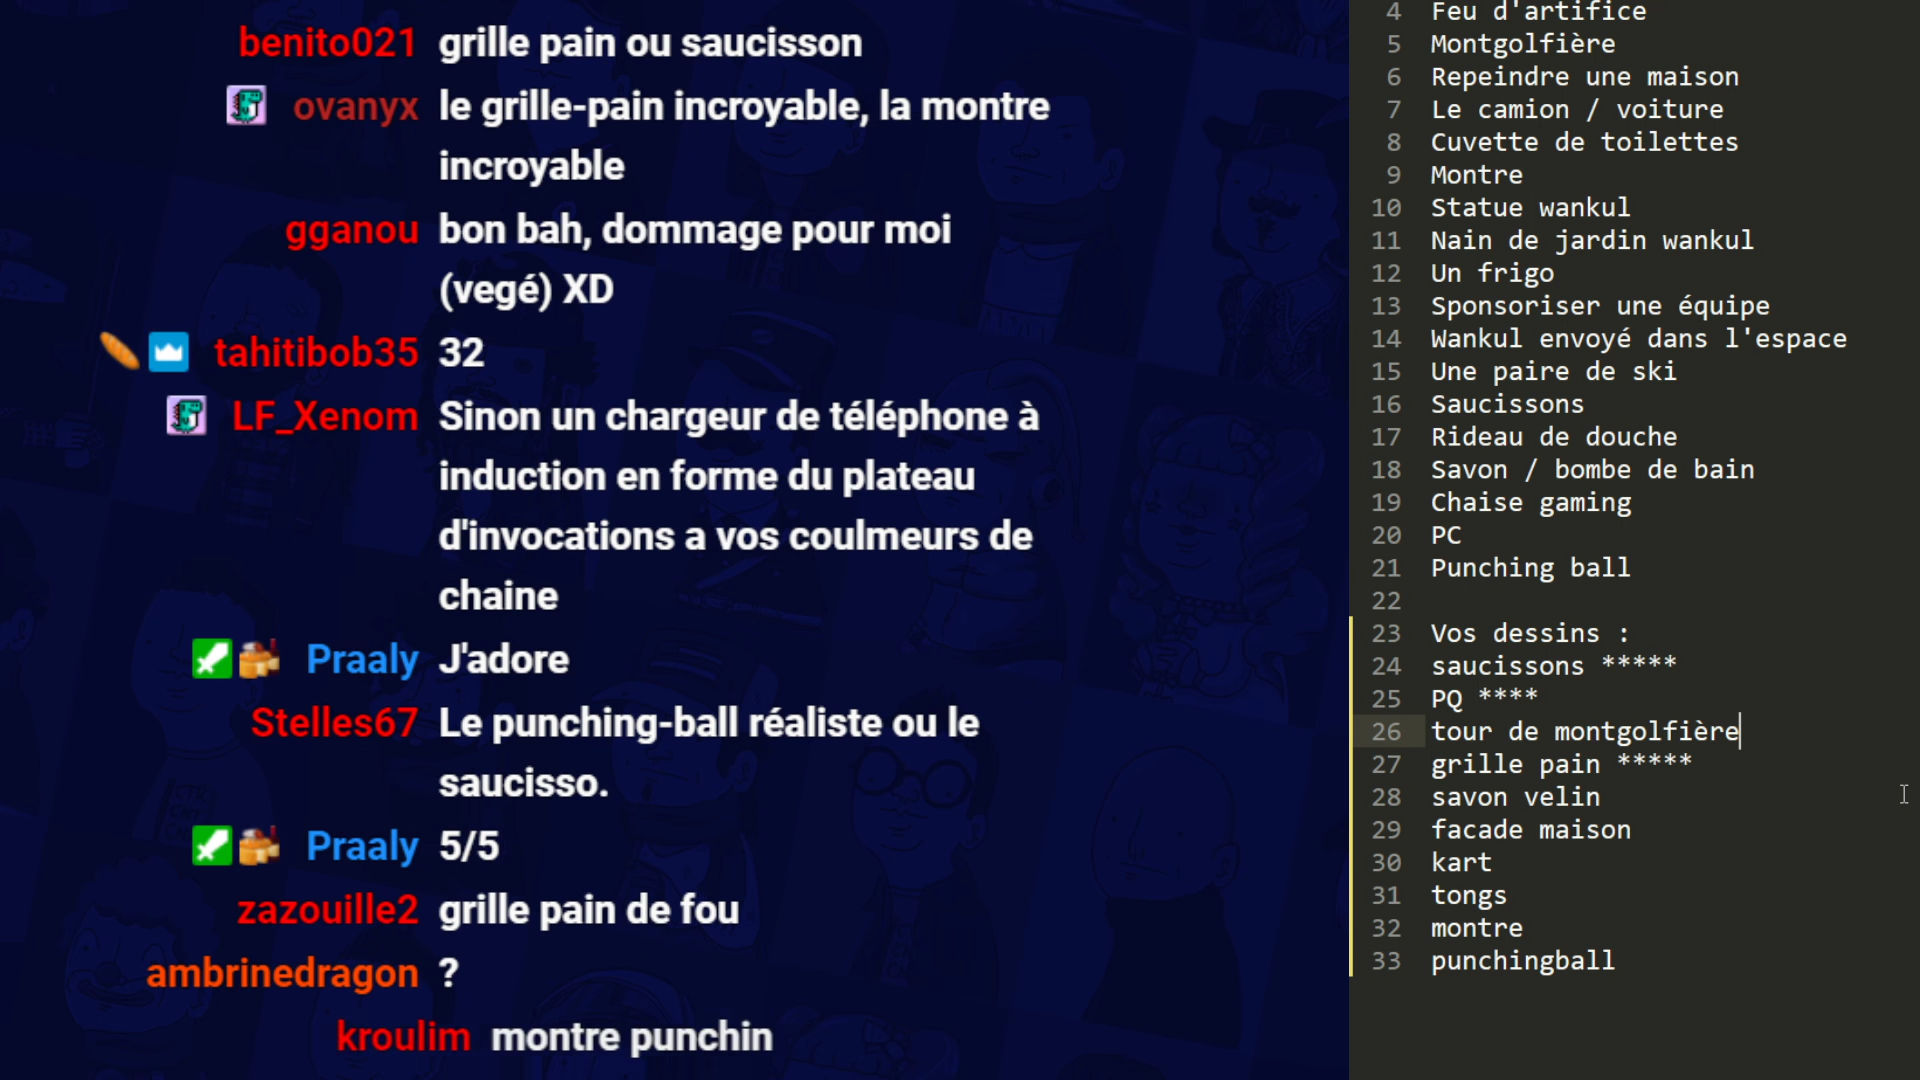 benito021 grille pain ou saucisson
ovanyx le grille-pain incroyable, la montre
incroyable
gganou bon bah, dommage pour moi
(vegé) XD
tahitibob35 32
LF_Xenom Sinon un chargeur de téléphone à
induction en forme du plateau
d'invocations a vos coulmeurs de
chaine
Praaly J'adore
Stelles67 Le punching-ball réaliste ou le
saucisso.
Praaly 5/5
zazouille2 grille pain de fou
ambrinedragon ?
kroulim montre punchin
4 Feu d'artifice
5 Montgolfière
6 Repeindre une maison
7 Le camion / voiture
8 Cuvette de toilettes
9 Montre
10 Statue wankul
11 Nain de jardin wankul
12 Un frigo
13 Sponsoriser une équipe
14 Wankul envoyé dans l'espace
15 Une paire de ski
16 Saucissons
17 Rideau de douche
18 Savon / bombe de bain
19 Chaise gaming
20 PC
21 Punching ball
22
23 Vos dessins :
24 saucissons *****
25 PQ ****
26 tour de montgolfière
27 grille pain *****
28 savon velin
29 facade maison
30 kart
31 tongs
32 montre
33 punchingball